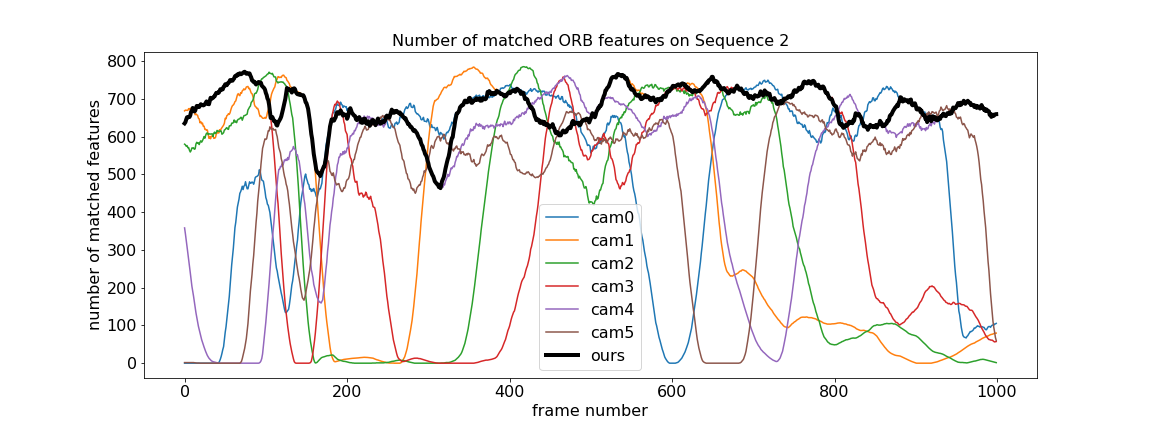 Number of matched ORB features on Sequence 2
number of matched features
800
700
600
500
400
300
200
100
0
cam0
cam1
cam2
cam3
cam4
cam5
ours
0 200 400 600 800 1000
frame number